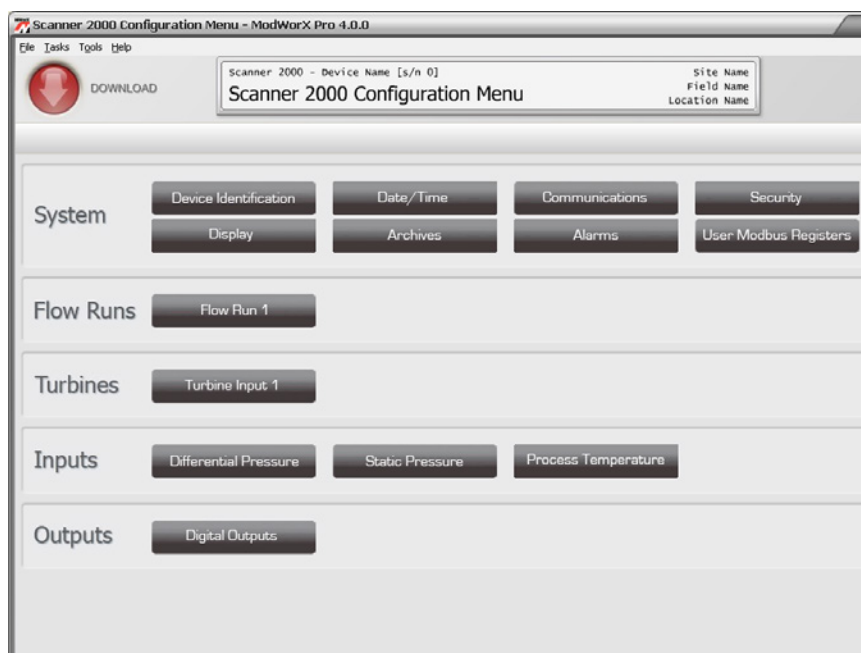 Scanner 2000 Configuration Menu - ModWorX Pro 4.0.0
File Tasks Tools Help
DOWNLOAD
Scanner 2000 - Device Name [s/n 0]
Scanner 2000 Configuration Menu
Site Name
Field Name
Location Name
System
Device Identification
Date/Time
Communications
Security
Display
Archives
Alarms
User Modbus Registers
Flow Runs
Flow Run 1
Turbines
Turbine Input 1
Inputs
Differential Pressure
Static Pressure
Process Temperature
Outputs
Digital Outputs